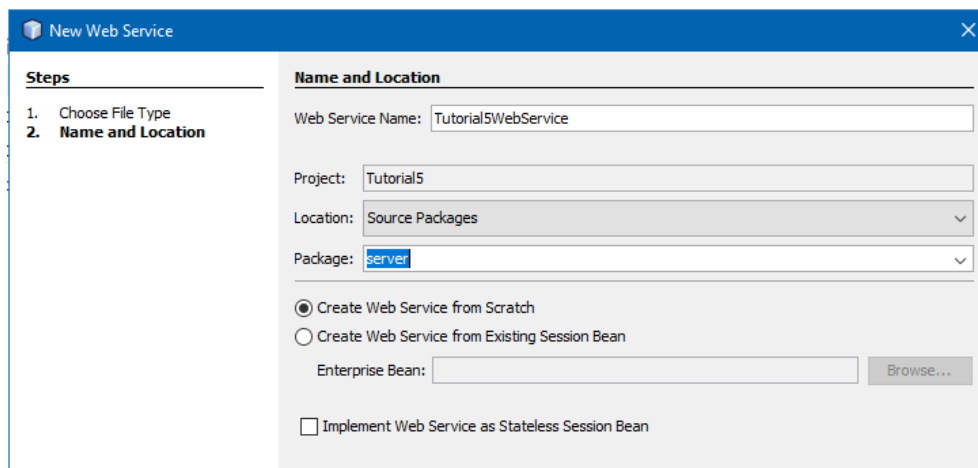 New Web Service
Steps
1. Choose File Type
2. Name and Location
Name and Location
Web Service Name: Tutorial5WebService
Project: Tutorial5
Location: Source Packages
Package: server
Create Web Service from Scratch
Create Web Service from Existing Session Bean
Enterprise Bean: Browse...
Implement Web Service as Stateless Session Bean